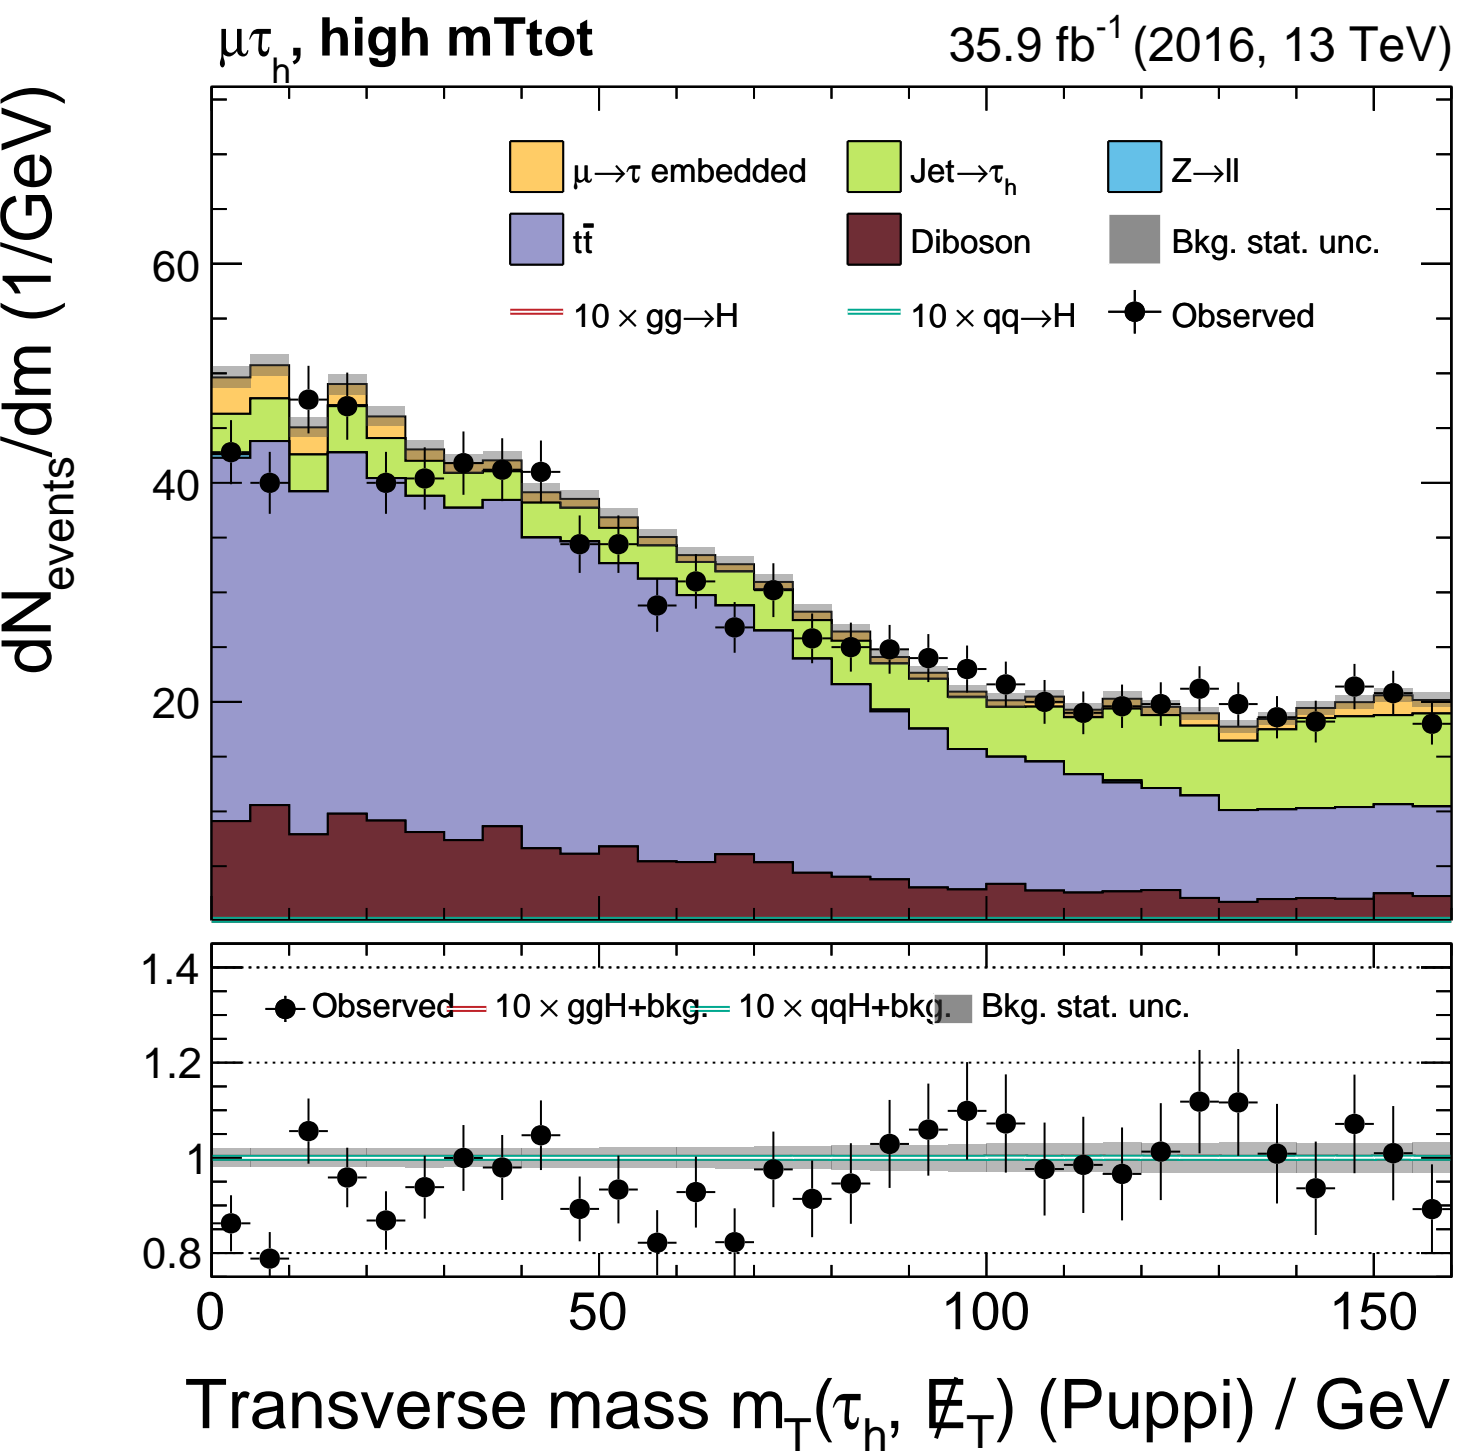 μτh, high mTtot 35.9 fb-1 (2016, 13 TeV)
dNevents/dm (1/GeV)
μ→τ embedded Jet→τh Z→ll
tt̄ Diboson Bkg. stat. unc.
10 × gg→H 10 × qq→H Observed
60
40
20
1.4
Observed 10 × ggH+bkg. 10 × qqH+bkg. Bkg. stat. unc.
1.2
1
0.8
0 50 100 150
Transverse mass mT(τh, E̸T) (Puppi) / GeV